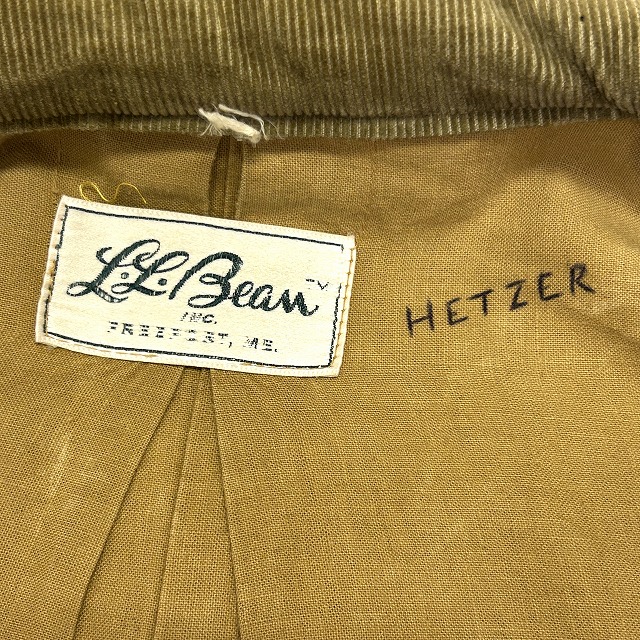 L.L. Bean™
INC.
FREEPORT, ME.
HETZER